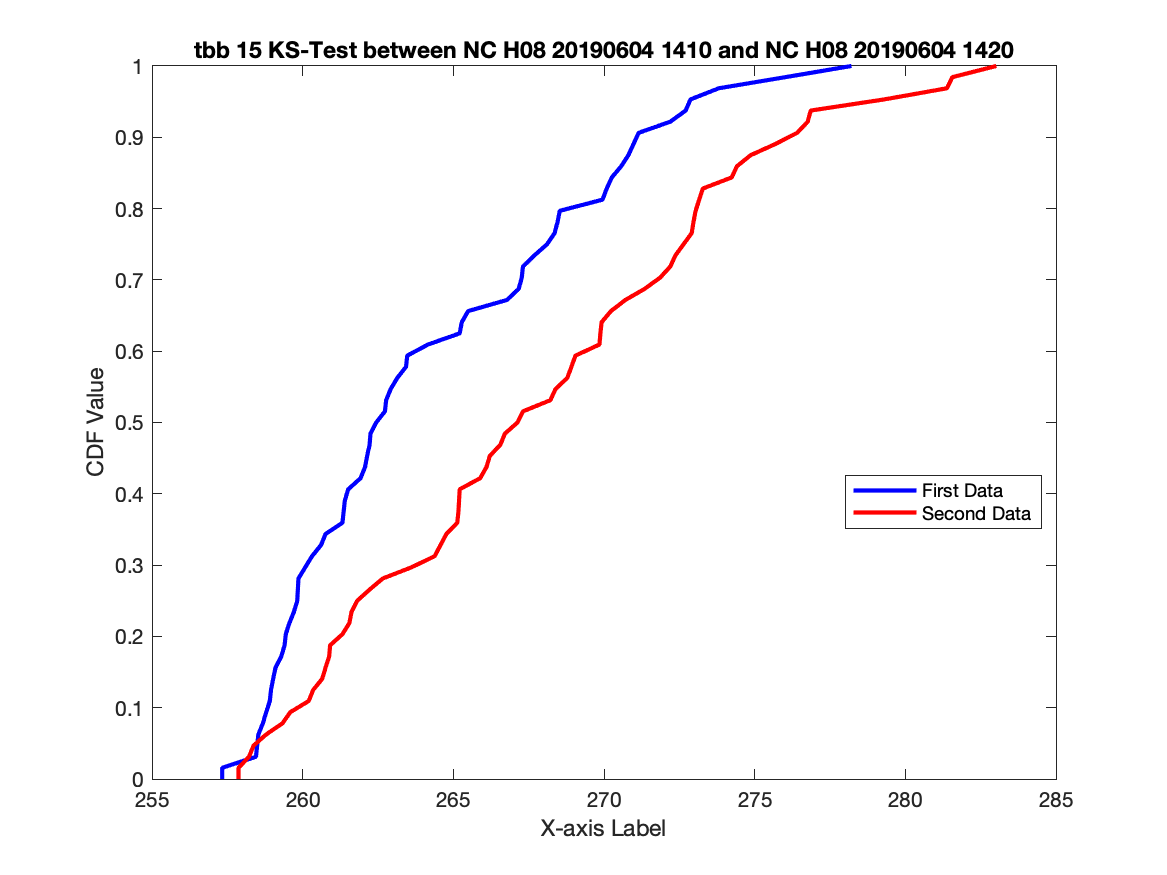 tbb 15 KS-Test between NC H08 20190604 1410 and NC H08 20190604 1420
1
0.9
0.8
0.7
0.6
0.5
0.4
0.3
0.2
0.1
0
CDF Value
First Data
Second Data
255 260 265 270 275 280 285
X-axis Label